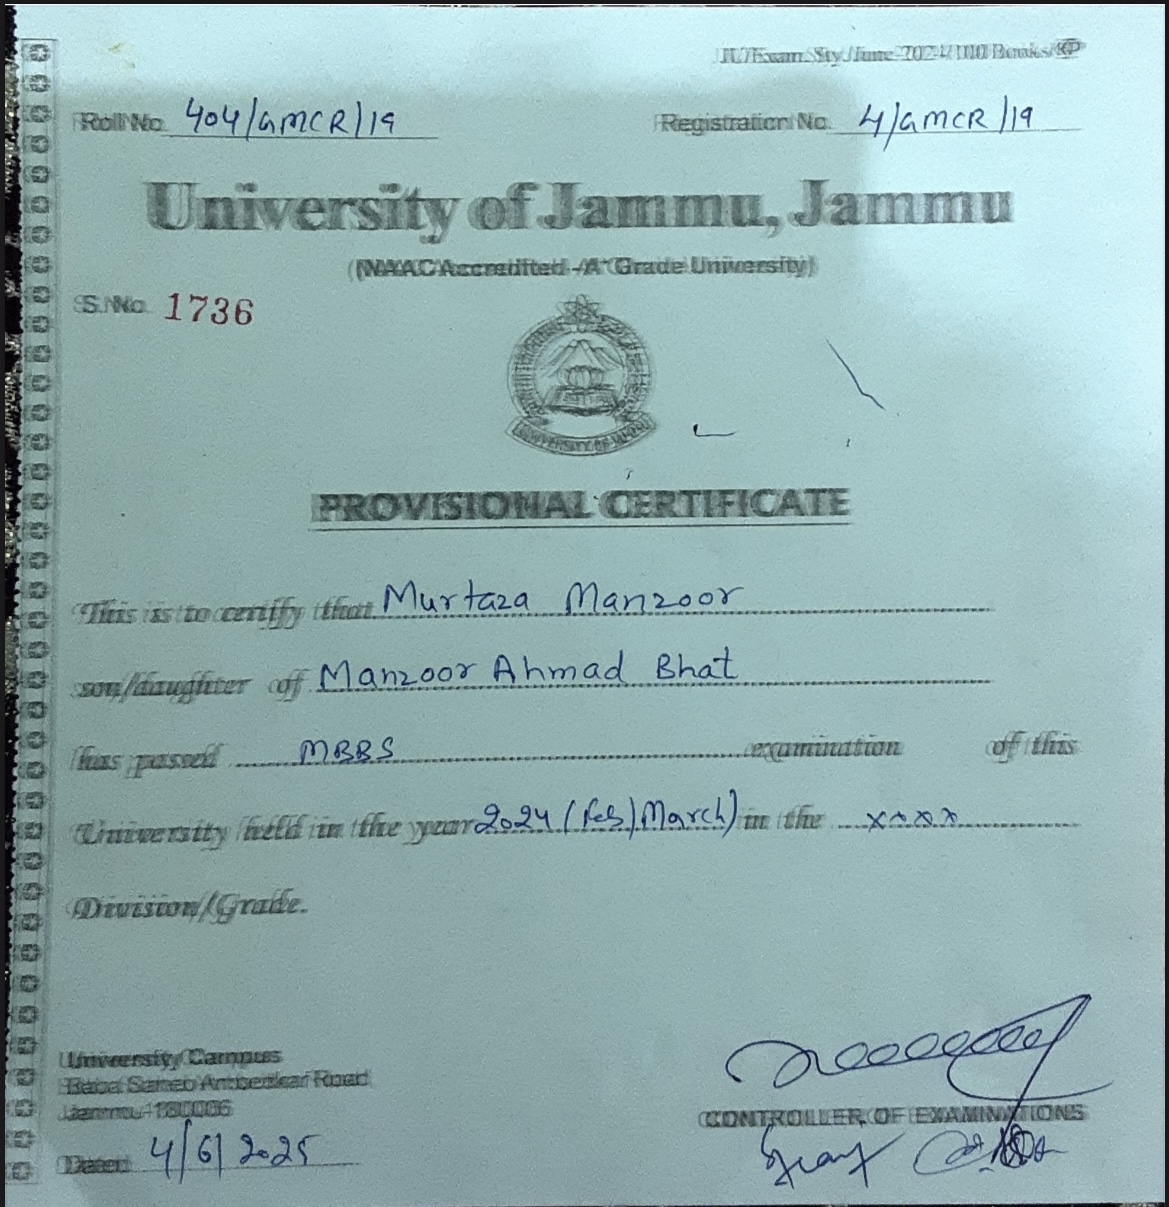 JU/Exam. Sty./June-2024/100 Books/KP
Roll No. 404/GMCR/19 Registration No. 4/GMCR/19
University of Jammu, Jammu
(NAAC Accredited - 'A' Grade University)
S. No. 1736
UNIVERSITY OF JAMMU
PROVISIONAL CERTIFICATE
This is to certify that Murtaza Manzoor
son/daughter of Manzoor Ahmad Bhat
has passed MBBS examination of this
University held in the year 2024 (Feb/March) in the xxxx
Division/Grade.
University Campus
Baba Saheb Ambedkar Road
Jammu-180006
CONTROLLER OF EXAMINATIONS
Dated 4/6/2025